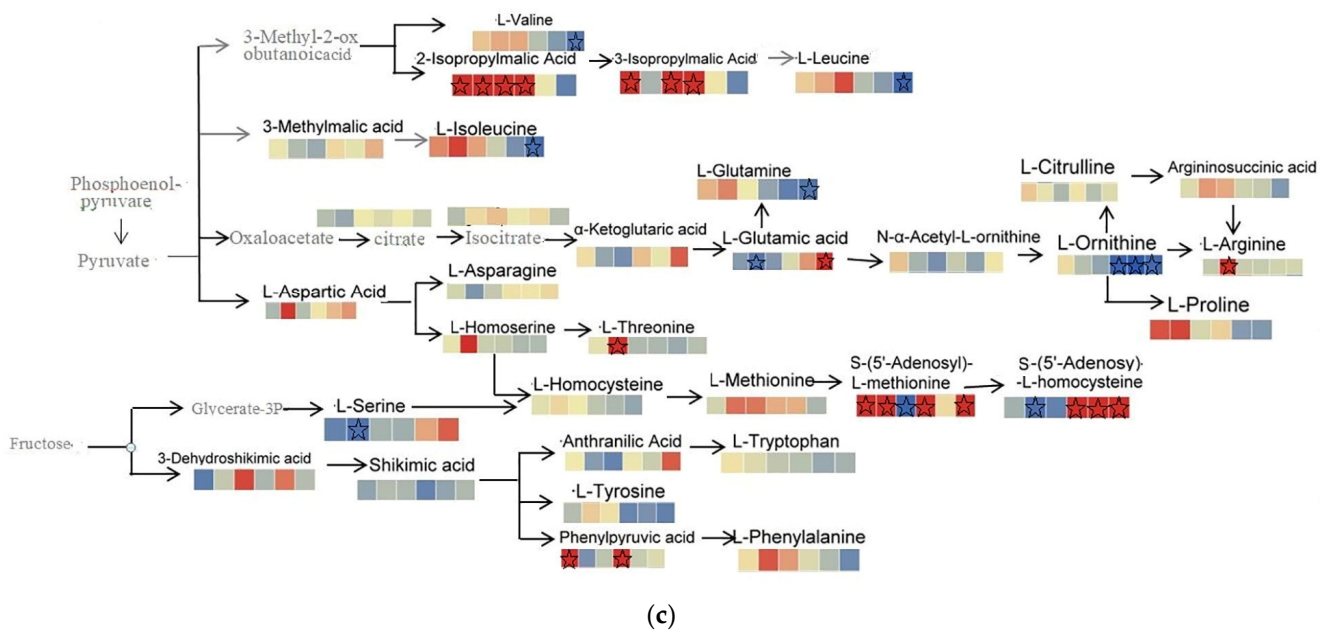 L-Valine
3-Methyl-2-ox
obutanoicacid
2-Isopropylmalic Acid
3-Isopropylmalic Acid
L-Leucine
3-Methylmalic acid
L-Isoleucine
Phosphoenol-
pyruvate
Pyruvate
L-Glutamine
L-Citrulline
Argininosuccinic acid
Oxaloacetate
citrate
Isocitrate
α-Ketoglutaric acid
L-Glutamic acid
N-α-Acetyl-L-ornithine
L-Ornithine
L-Arginine
L-Asparagine
L-Aspartic Acid
L-Proline
L-Homoserine
L-Threonine
S-(5'-Adenosyl)-
L-methionine
S-(5'-Adenosy)
-L-homocysteine
L-Homocysteine
L-Methionine
Glycerate-3P
L-Serine
Fructose
3-Dehydroshikimic acid
Shikimic acid
Anthranilic Acid
L-Tryptophan
L-Tyrosine
Phenylpyruvic acid
L-Phenylalanine
(c)